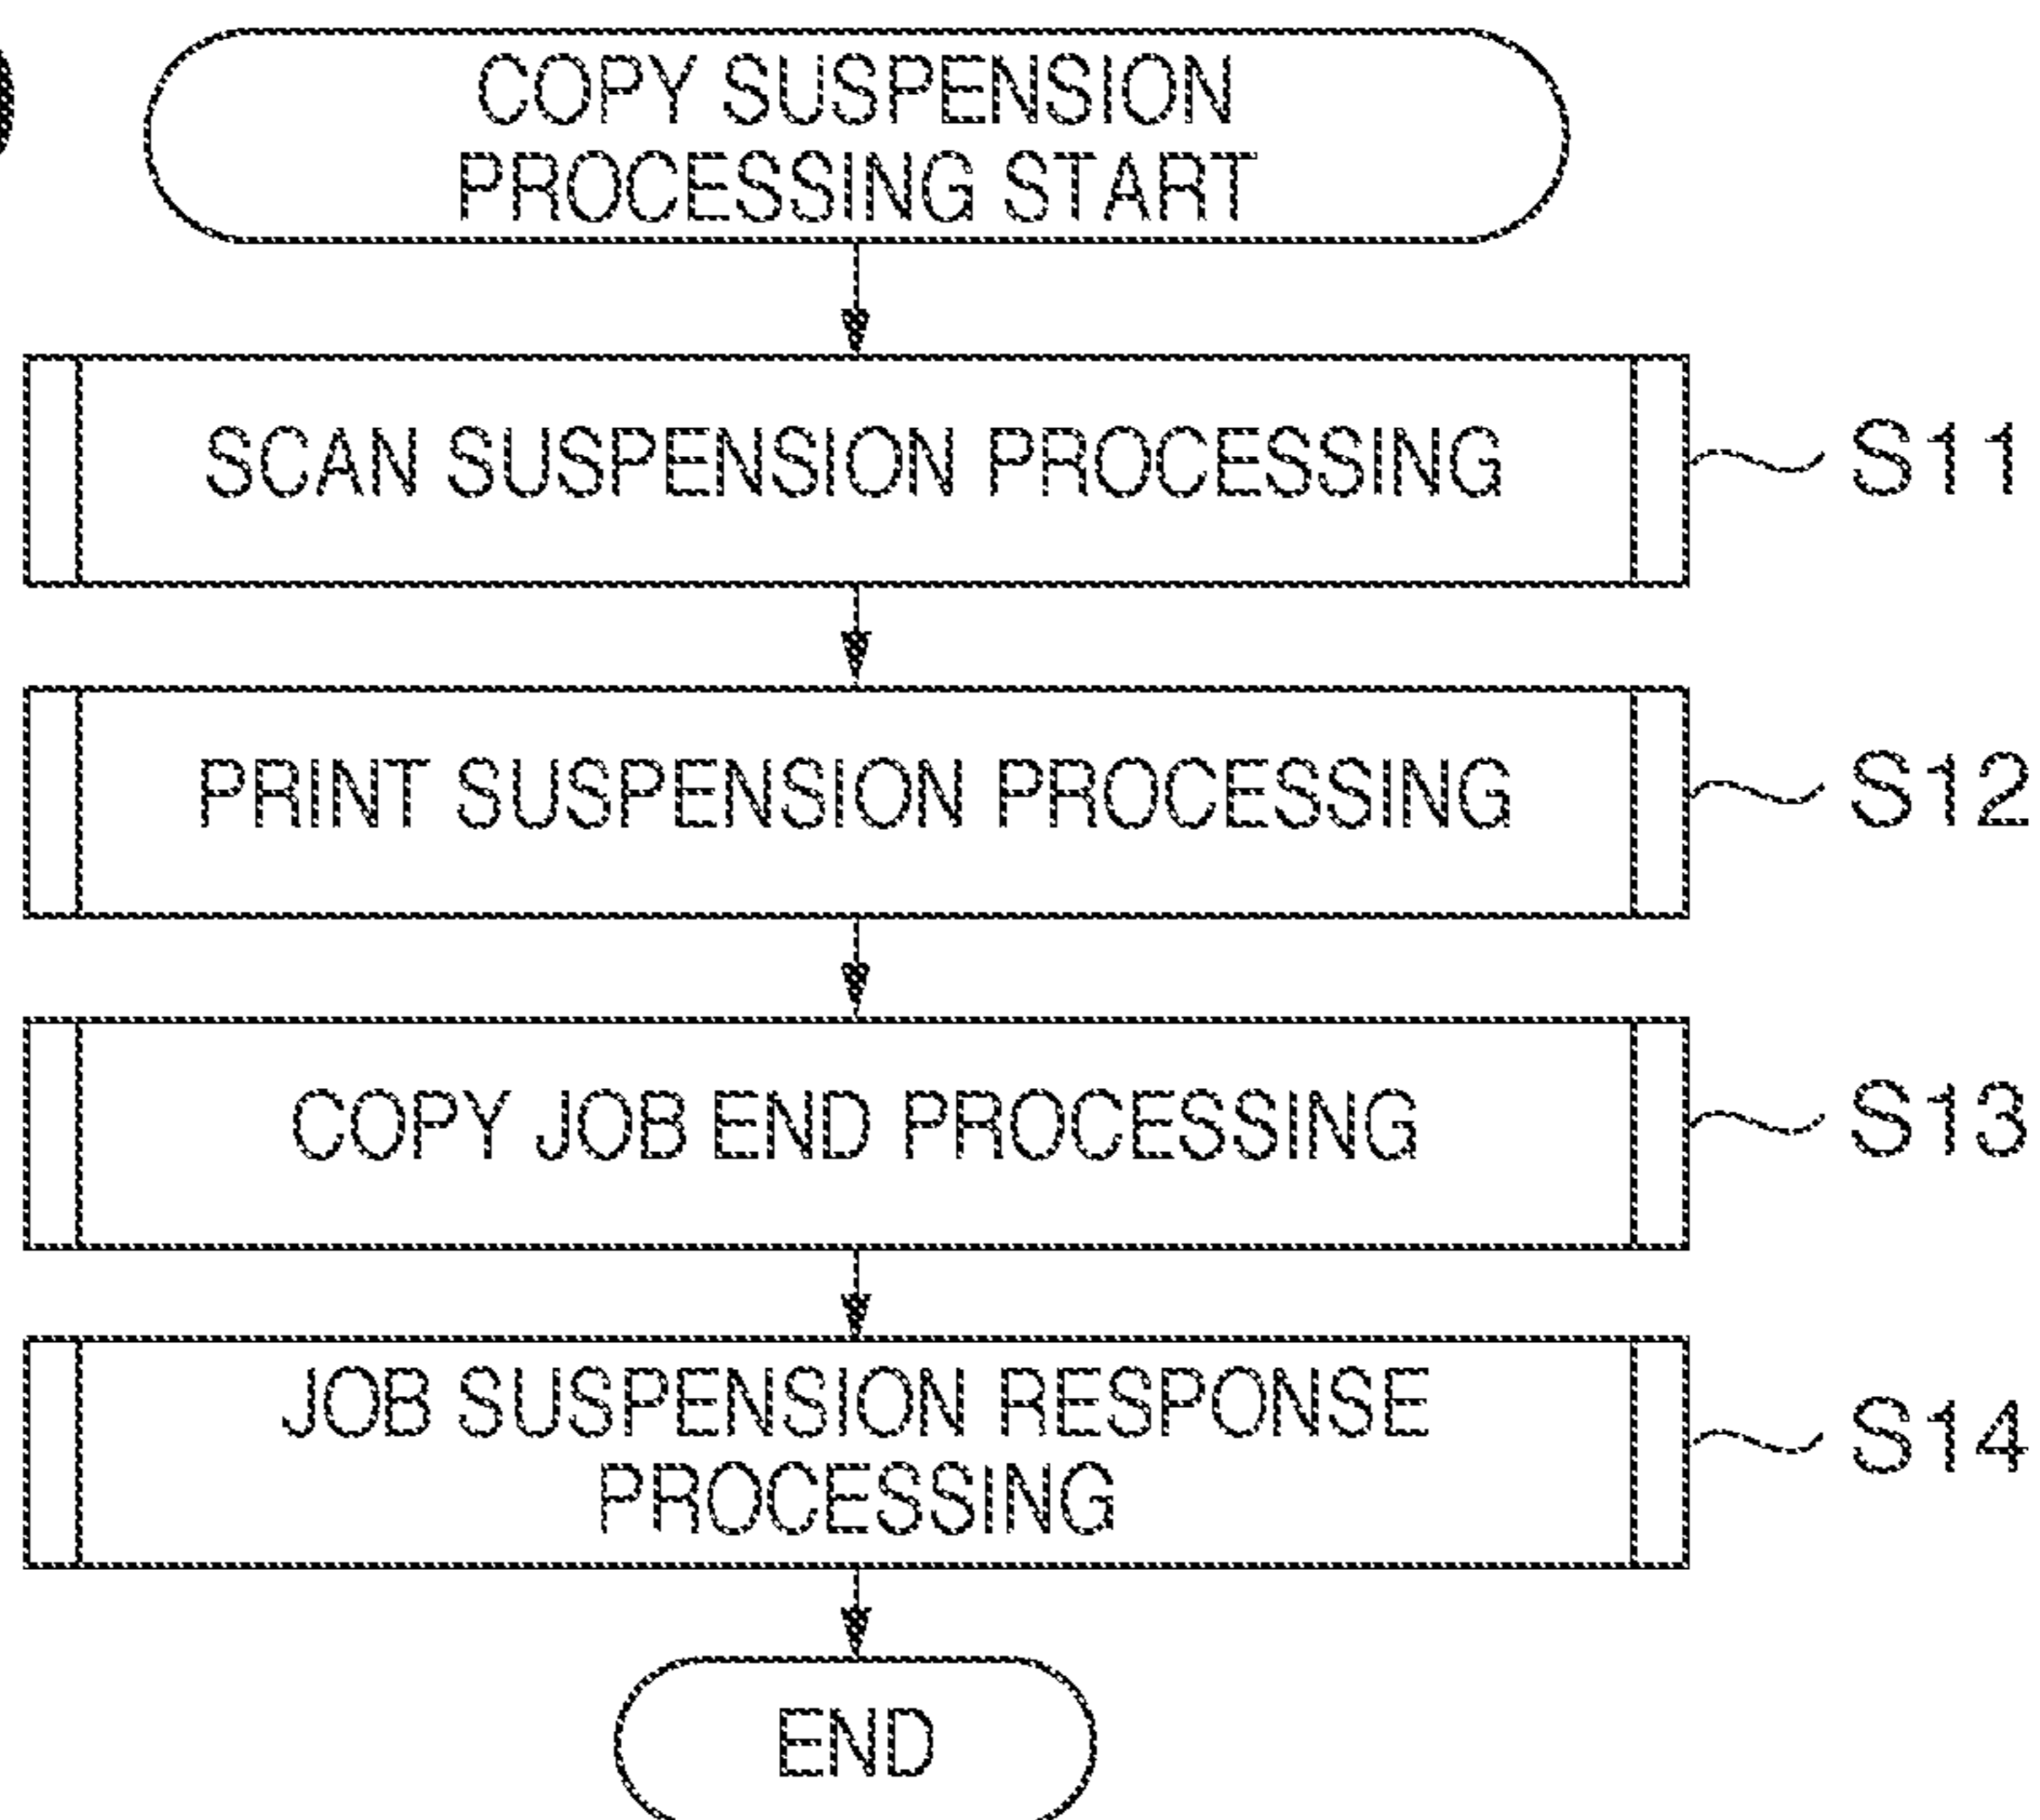 COPY SUSPENSION
PROCESSING START
SCAN SUSPENSION PROCESSING S11
PRINT SUSPENSION PROCESSING S12
COPY JOB END PROCESSING S13
JOB SUSPENSION RESPONSE
PROCESSING
S14
END